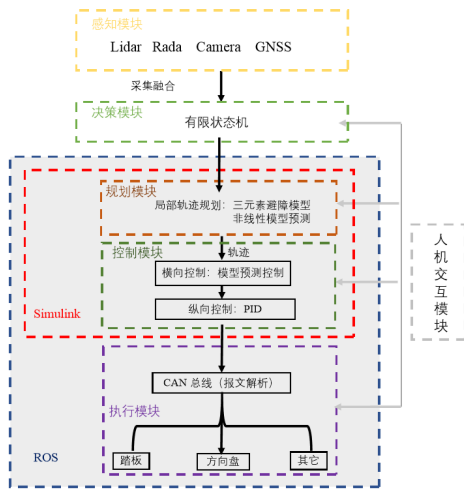 感知模块
Lidar Rada Camera GNSS
采集融合
决策模块
有限状态机
规划模块
局部轨迹规划：三元素避障模型
非线性模型预测
轨迹
控制模块
横向控制：模型预测控制
纵向控制：PID
Simulink
CAN 总线（报文解析）
执行模块
踏板
方向盘
其它
ROS
人机交互模块